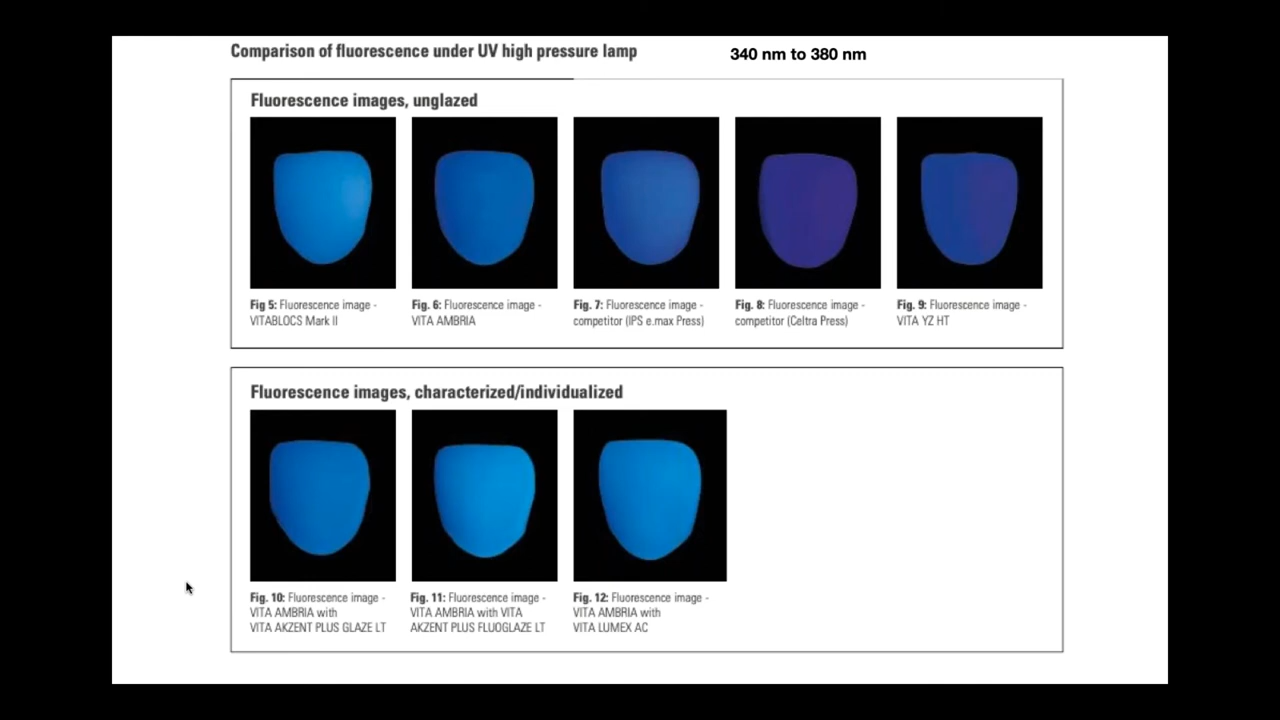 Comparison of fluorescence under UV high pressure lamp 340 nm to 380 nm
Fluorescence images, unglazed
Fig 5: Fluorescence image -
VITABLOCS Mark II
Fig. 6: Fluorescence image -
VITA AMBRIA
Fig. 7: Fluorescence image -
competitor (IPS e.max Press)
Fig. 8: Fluorescence image -
competitor (Celtra Press)
Fig. 9: Fluorescence image -
VITA YZ HT
Fluorescence images, characterized/individualized
Fig. 10: Fluorescence image -
VITA AMBRIA with
VITA AKZENT PLUS GLAZE LT
Fig. 11: Fluorescence image -
VITA AMBRIA with VITA
AKZENT PLUS FLUOGLAZE LT
Fig. 12: Fluorescence image -
VITA AMBRIA with
VITA LUMEX AC